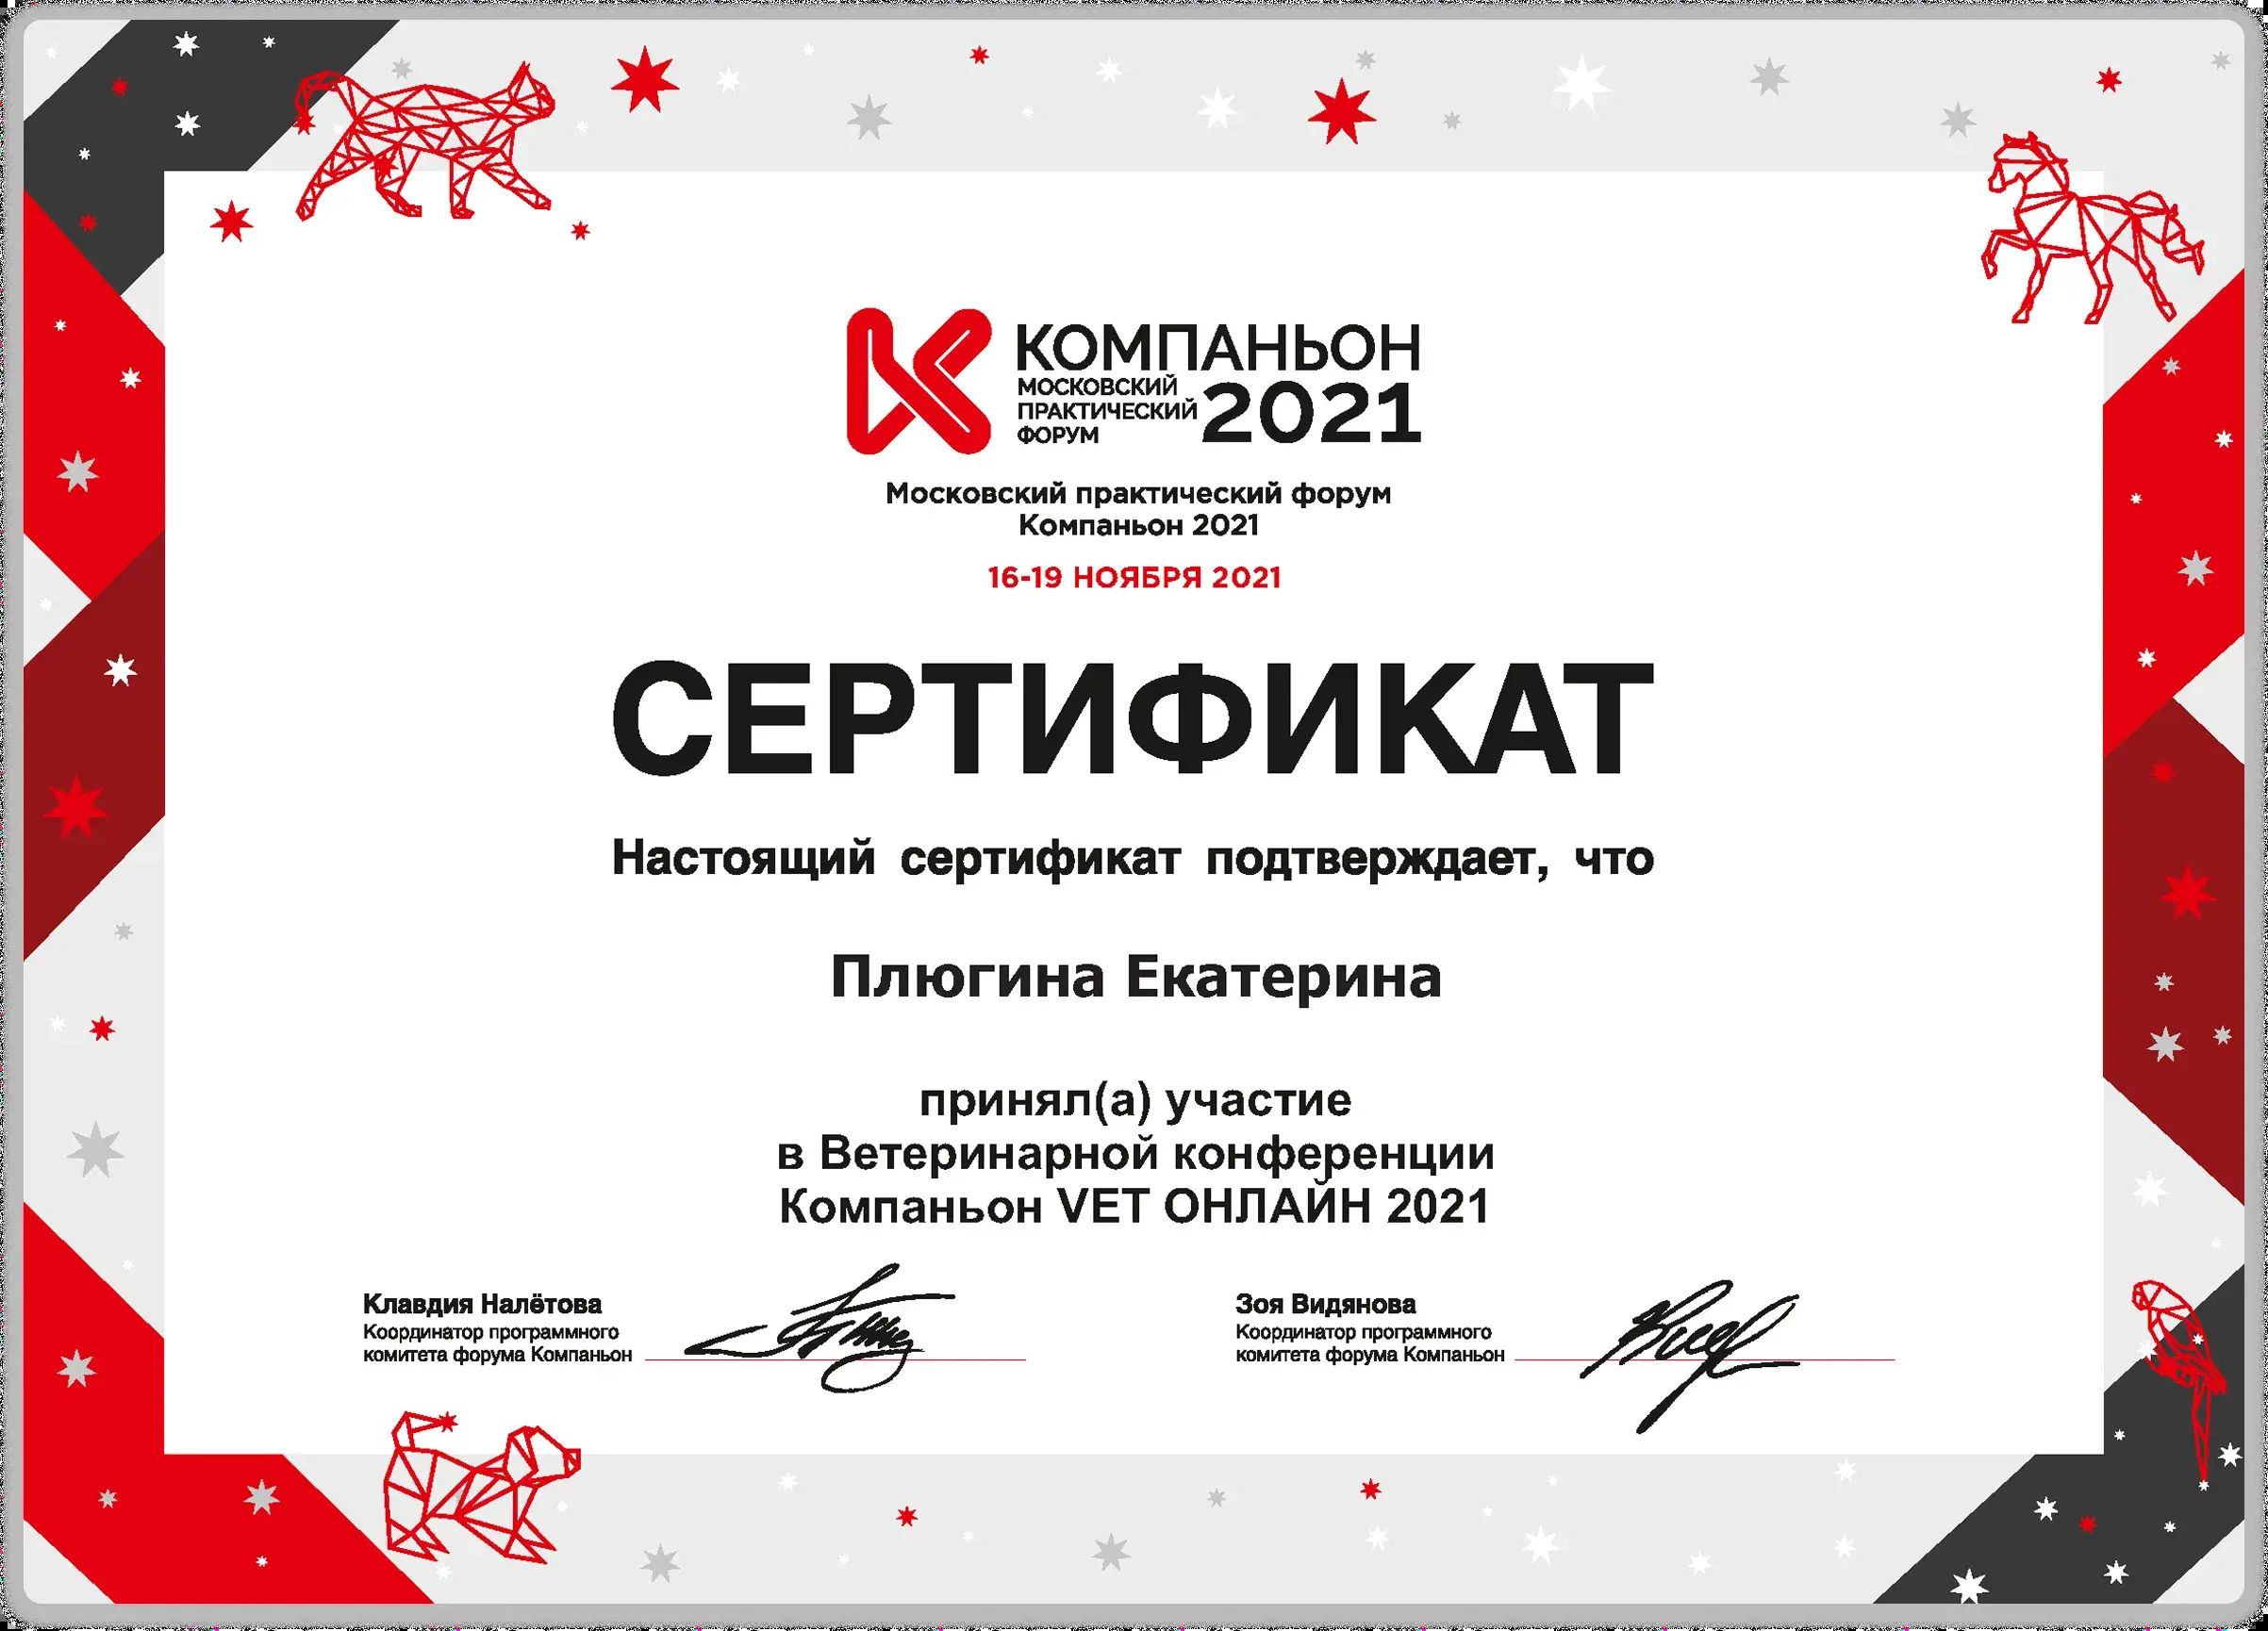 КОМПАНЬОН
МОСКОВСКИЙ
ПРАКТИЧЕСКИЙ
ФОРУМ
2021
Московский практический форум
Компаньон 2021
16-19 НОЯБРЯ 2021
СЕРТИФИКАТ
Настоящий сертификат подтверждает, что
Плюгина Екатерина
принял(а) участие
в Ветеринарной конференции
Компаньон VET ОНЛАЙН 2021
Клавдия Налётова
Координатор программного
комитета форума Компаньон
Зоя Видянова
Координатор программного
комитета форума Компаньон